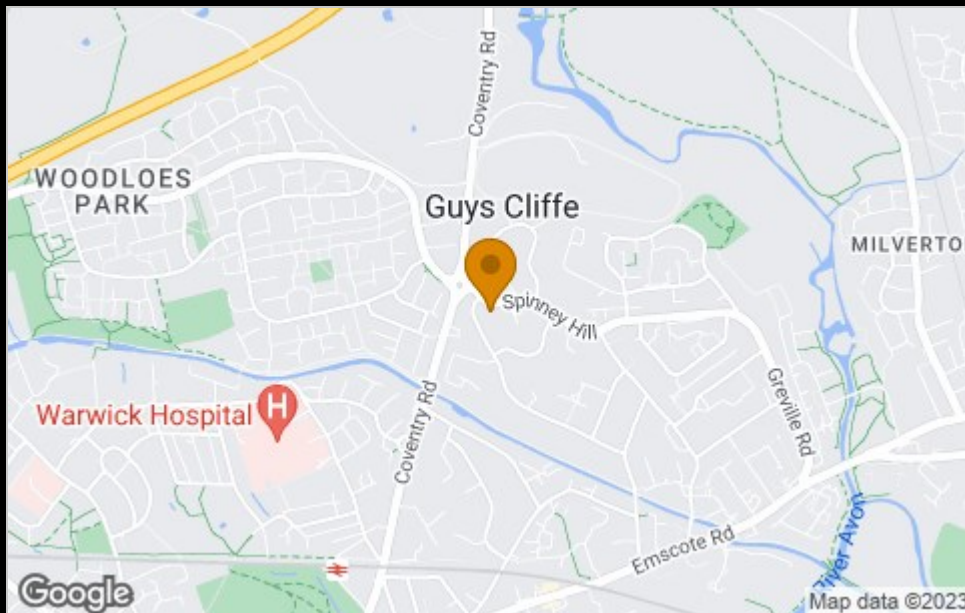 Coventry Rd
WOODLOES
PARK
Guys Cliffe
MILVERTO
Spinney Hill
Greville Rd
Warwick Hospital
H
Coventry Rd
Emscote Rd
River Avon
Google
Map data ©2023